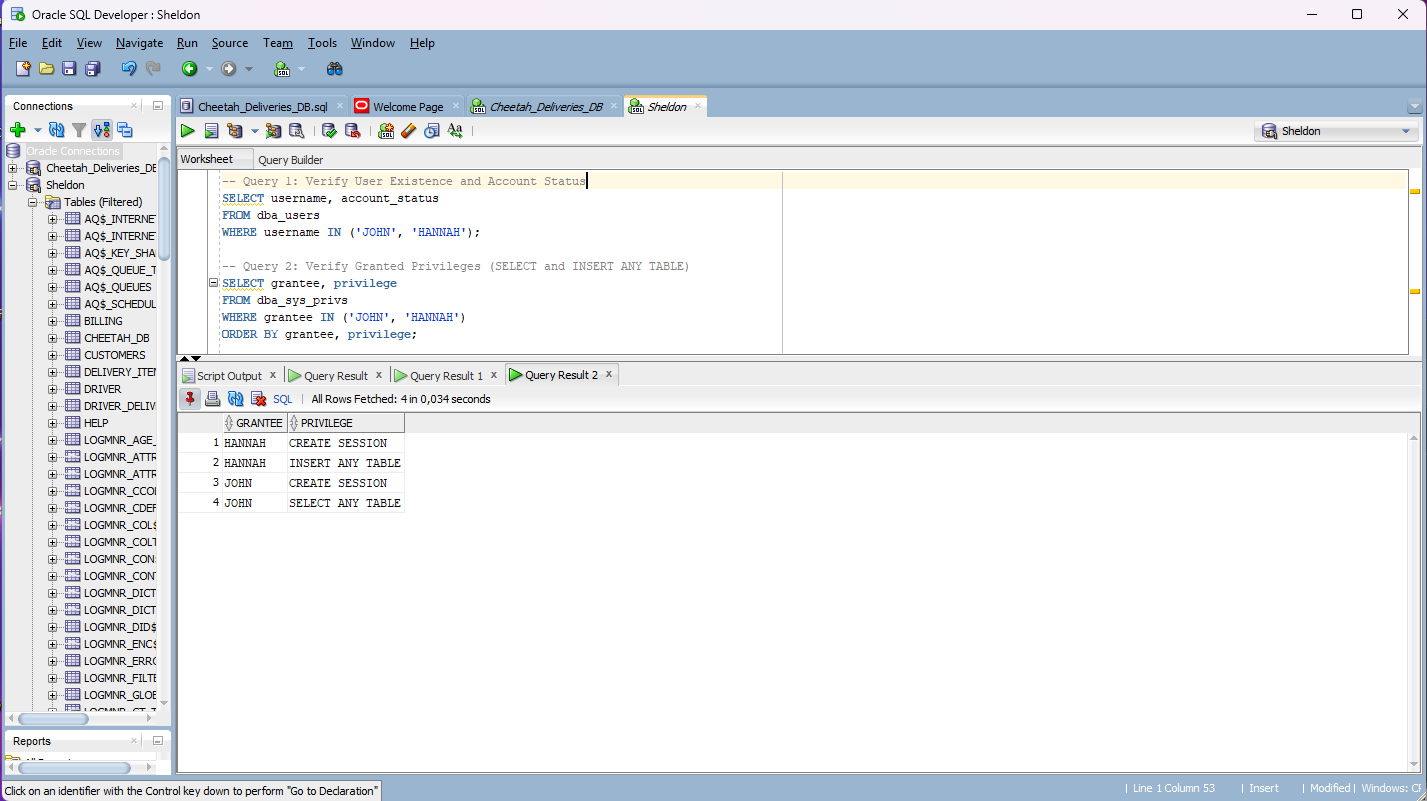 Oracle SQL Developer : Sheldon
File Edit View Navigate Run Source Team Tools Window Help
Connections
Oracle Connections
Cheetah_Deliveries_DE
Sheldon
Tables (Filtered)
AQ$_INTERNET
AQ$_INTERNET
AQ$_KEY_SHA
AQ$_QUEUE_T
AQ$_QUEUES
AQ$_SCHEDUL
BILLING
CHEETAH_DB
CUSTOMERS
DELIVERY_ITEM
DRIVER
DRIVER_DELIV
HELP
LOGMNR_AGE_
LOGMNR_ATTR
LOGMNR_ATTR
LOGMNR_CCOL
LOGMNR_CDEF
LOGMNR_COL$
LOGMNR_COLT
LOGMNR_CON
LOGMNR_CONT
LOGMNR_DICT
LOGMNR_DICT
LOGMNR_DID$
LOGMNR_ENC$
LOGMNR_ERRO
LOGMNR_FILTE
LOGMNR_GLOB
Reports
Cheetah_Deliveries_DB.sql Welcome Page Cheetah_Deliveries_DB Sheldon
Sheldon
Worksheet Query Builder
-- Query 1: Verify User Existence and Account Status
SELECT username, account_status
FROM dba_users
WHERE username IN ('JOHN', 'HANNAH');
-- Query 2: Verify Granted Privileges (SELECT and INSERT ANY TABLE)
SELECT grantee, privilege
FROM dba_sys_privs
WHERE grantee IN ('JOHN', 'HANNAH')
ORDER BY grantee, privilege;
Script Output x Query Result x Query Result 1 x Query Result 2 x
SQL | All Rows Fetched: 4 in 0,034 seconds
GRANTEE PRIVILEGE
1 HANNAH CREATE SESSION
2 HANNAH INSERT ANY TABLE
3 JOHN CREATE SESSION
4 JOHN SELECT ANY TABLE
Click on an identifier with the Control key down to perform "Go to Declaration"
| Line 1 Column 53 | Insert | Modified | Windows: C